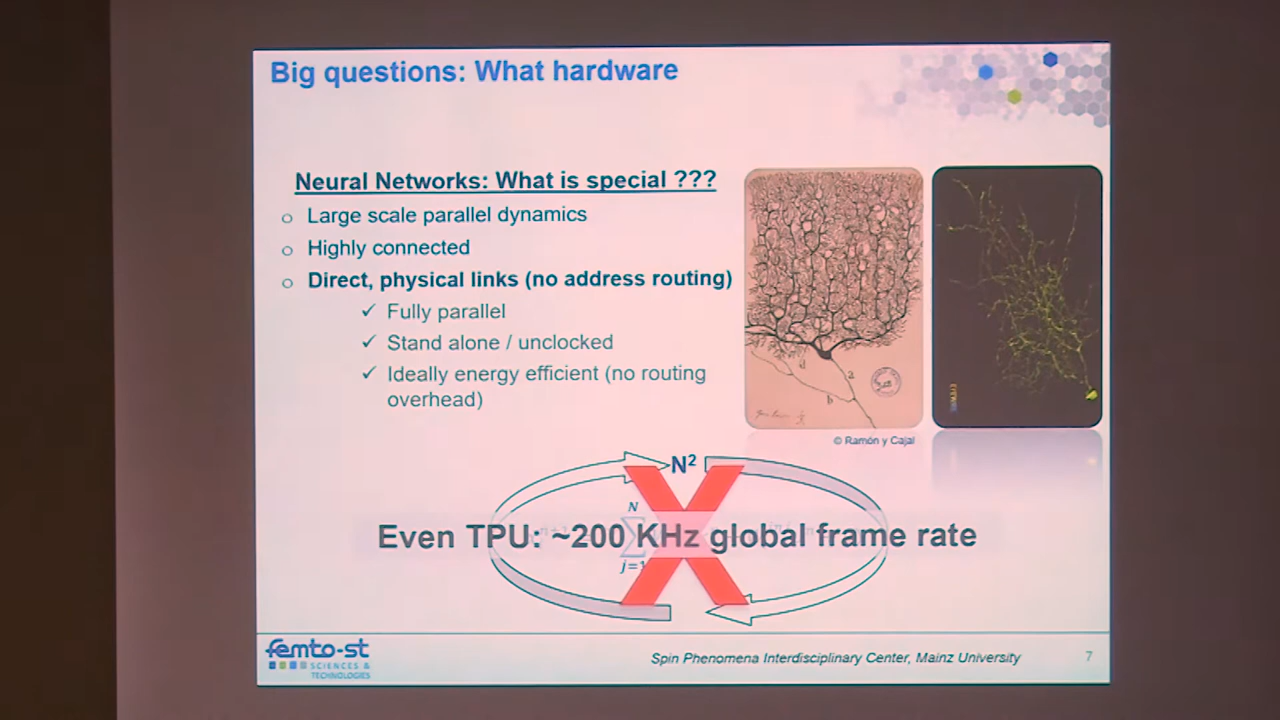 Big questions: What hardware
Neural Networks: What is special ???
Large scale parallel dynamics
Highly connected
Direct, physical links (no address routing)
✓ Fully parallel
✓ Stand alone / unclocked
✓ Ideally energy efficient (no routing
overhead)
d
a
b
© Ramón y Cajal
N²
N
Even TPU: ~200 KHz global frame rate
j=1
femto-st
SCIENCES &
TECHNOLOGIES
Spin Phenomena Interdisciplinary Center, Mainz University
7